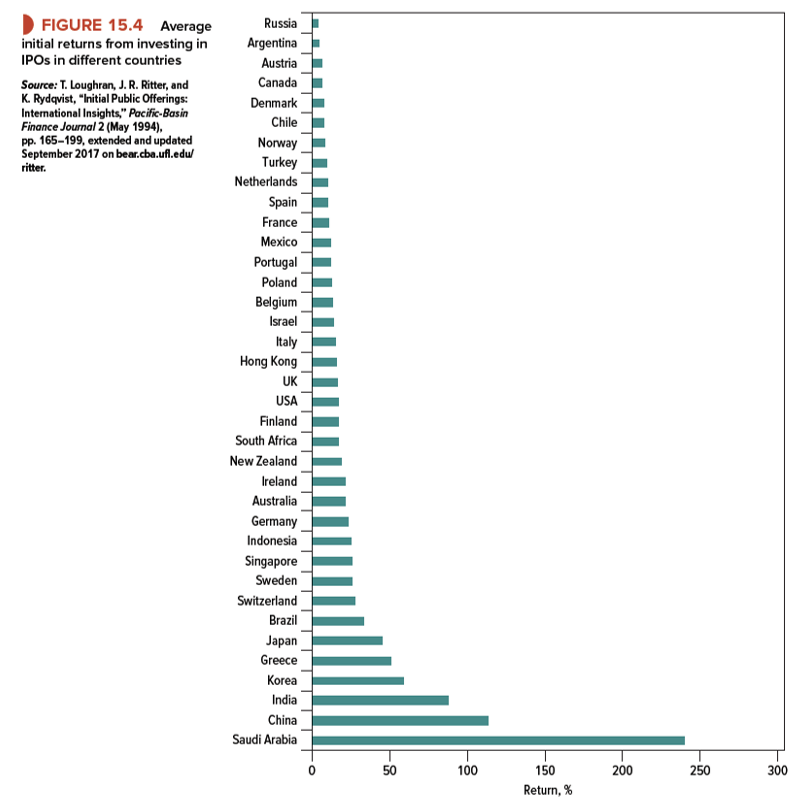 FIGURE 15.4 Average
initial returns from investing in
IPOs in different countries
Source: T. Loughran, J. R. Ritter, and
K. Rydqvist, “Initial Public Offerings:
International Insights,” Pacific-Basin
Finance Journal 2 (May 1994),
pp. 165–199, extended and updated
September 2017 on bear.cba.ufl.edu/
ritter.
Russia
Argentina
Austria
Canada
Denmark
Chile
Norway
Turkey
Netherlands
Spain
France
Mexico
Portugal
Poland
Belgium
Israel
Italy
Hong Kong
UK
USA
Finland
South Africa
New Zealand
Ireland
Australia
Germany
Indonesia
Singapore
Sweden
Switzerland
Brazil
Japan
Greece
Korea
India
China
Saudi Arabia
0 50 100 150 200 250 300
Return, %